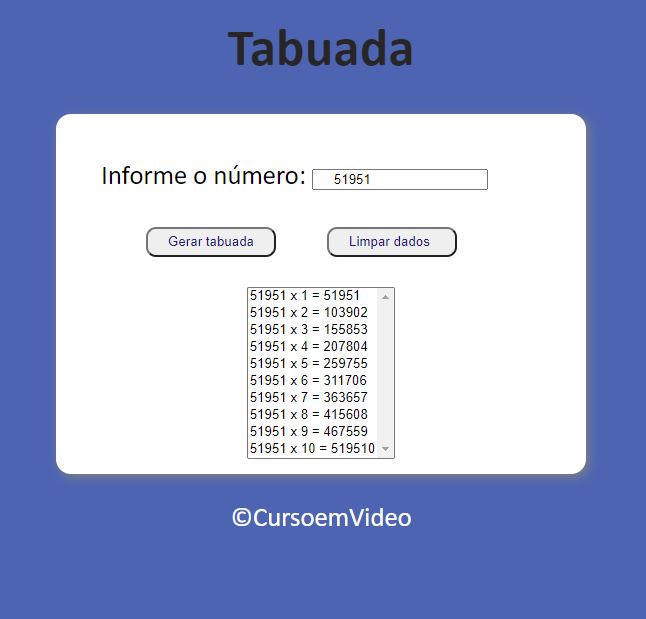 Tabuada
Informe o número: 51951
Gerar tabuada Limpar dados
51951 x 1 = 51951
51951 x 2 = 103902
51951 x 3 = 155853
51951 x 4 = 207804
51951 x 5 = 259755
51951 x 6 = 311706
51951 x 7 = 363657
51951 x 8 = 415608
51951 x 9 = 467559
51951 x 10 = 519510
©CursoemVideo